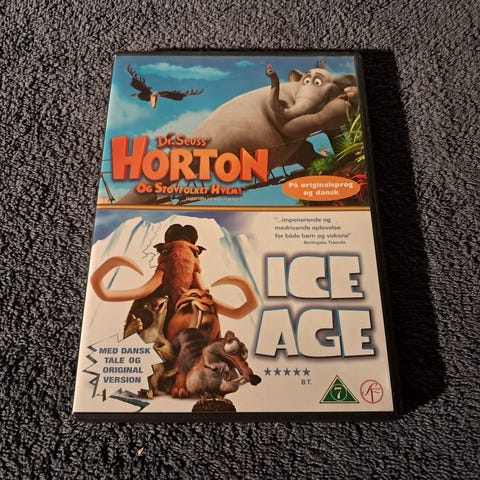 Dr. Seuss'
HORTON
OG STØVFOLKET HVEM!
På originalsprog
og dansk
"...imponerende og
medrivende oplevelse
for både børn og voksne"
- Berlingske Tidende
ICE
AGE
MED DANSK
TALE OG
ORIGINAL
VERSION
★★★★★
B.T.
7
SF